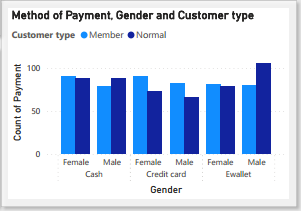 Method of Payment, Gender and Customer type
Customer type Member Normal
Count of Payment
100
50
0
Female Male Female Male Female Male
Cash Credit card Ewallet
Gender